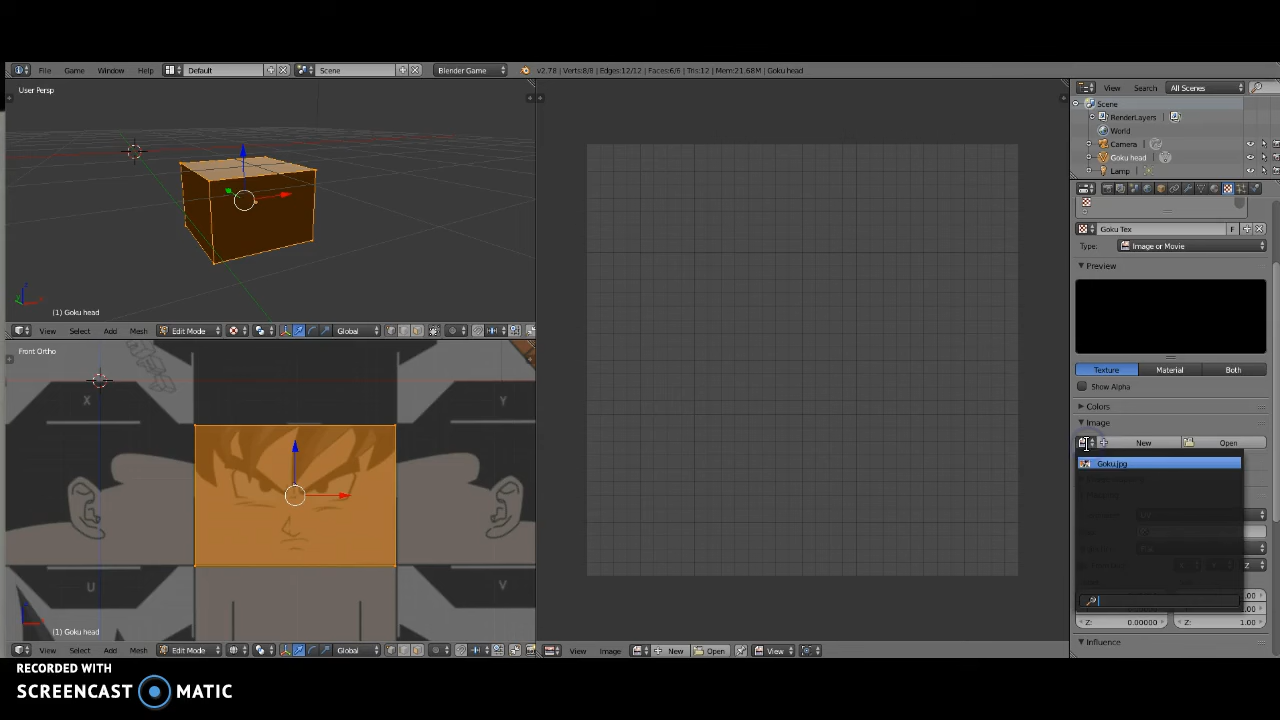 File Game Window Help Default Scene Blender Game v2.78 | Verts:8/8 | Edges:12/12 | Faces:6/6 | Tris:12 | Mem:21.68M | Goku head
User Persp
(1) Goku head
View Select Add Mesh Edit Mode Global
Front Ortho
X
Y
U
V
(1) Goku head
View Select Add Mesh Edit Mode Global
View Image New Open View
View Search All Scenes
Scene
RenderLayers
World
Camera
Goku head
Lamp
Goku Tex F
Type: Image or Movie
Preview
Texture Material Both
Show Alpha
Colors
Image
New Open
Goku.jpg
Z
1.00
1.00
Z: 0.00000 Z: 1.00
Influence
RECORDED WITH
SCREENCAST MATIC